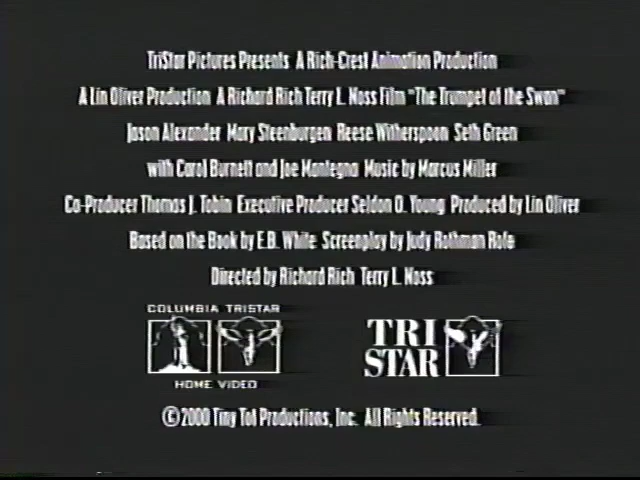 TriStar Pictures Presents A Rich-Crest Animation Production
A Lin Oliver Production A Richard Rich Terry L. Noss Film "The Trumpet of the Swan"
Jason Alexander Mary Steenburgen Reese Witherspoon Seth Green
with Carol Burnett and Joe Mantegna Music by Marcus Miller
Co-Producer Thomas J. Tobin Executive Producer Seldon O. Young Produced by Lin Oliver
Based on the Book by E.B. White Screenplay by Judy Rothman Rofe
Directed by Richard Rich Terry L. Noss
COLUMBIA TRISTAR
HOME VIDEO
TRI
STAR
©2000 Tiny Tot Productions, Inc. All Rights Reserved.